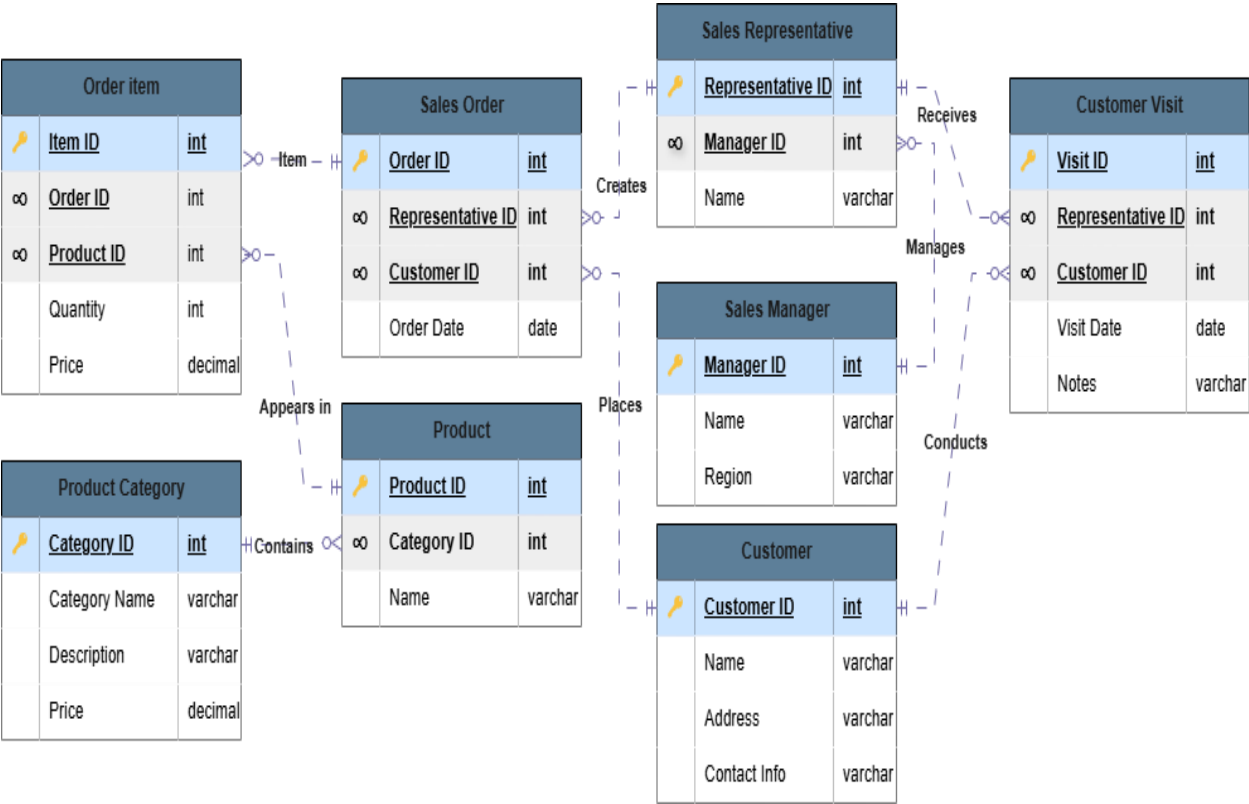 Order item
Item ID int
Order ID int
Product ID int
Quantity int
Price decimal
Item
Sales Order
Order ID int
Representative ID int
Customer ID int
Order Date date
Creates
Sales Representative
Representative ID int
Manager ID int
Name varchar
Receives
Customer Visit
Visit ID int
Representative ID int
Customer ID int
Visit Date date
Notes varchar
Manages
Sales Manager
Manager ID int
Name varchar
Region varchar
Appears in
Places
Conducts
Product Category
Category ID int
Category Name varchar
Description varchar
Price decimal
Contains
Product
Product ID int
Category ID int
Name varchar
Customer
Customer ID int
Name varchar
Address varchar
Contact Info varchar